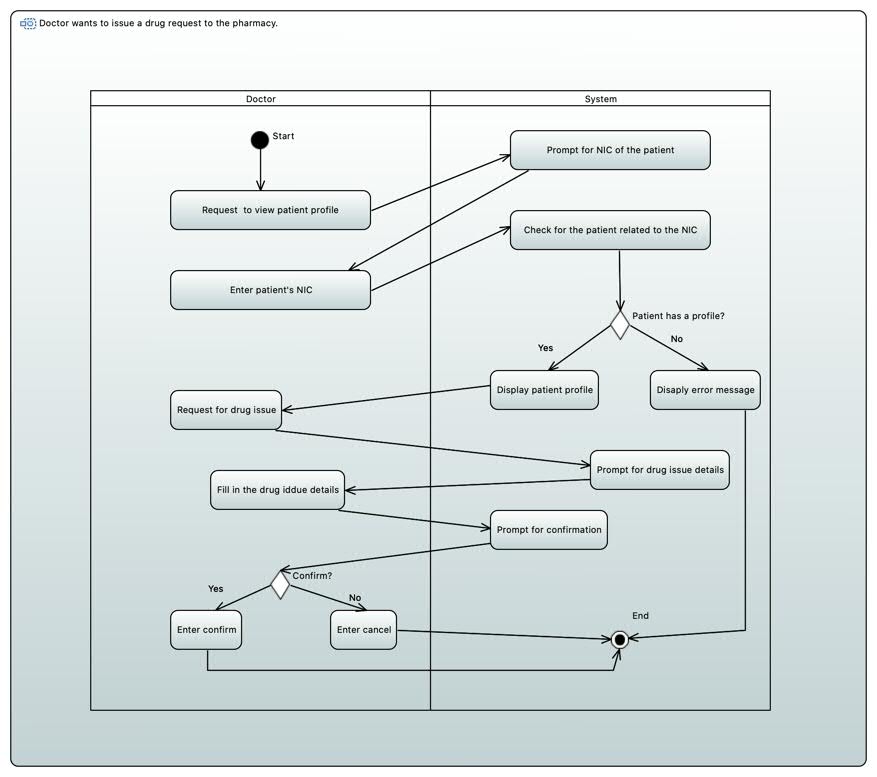 Doctor wants to issue a drug request to the pharmacy.
Doctor
System
Start
Prompt for NIC of the patient
Request  to view patient profile
Check for the patient related to the NIC
Enter patient's NIC
Patient has a profile?
Yes
No
Display patient profile
Disaply error message
Request for drug issue
Prompt for drug issue details
Fill in the drug iddue details
Prompt for confirmation
Confirm?
Yes
No
Enter confirm
Enter cancel
End